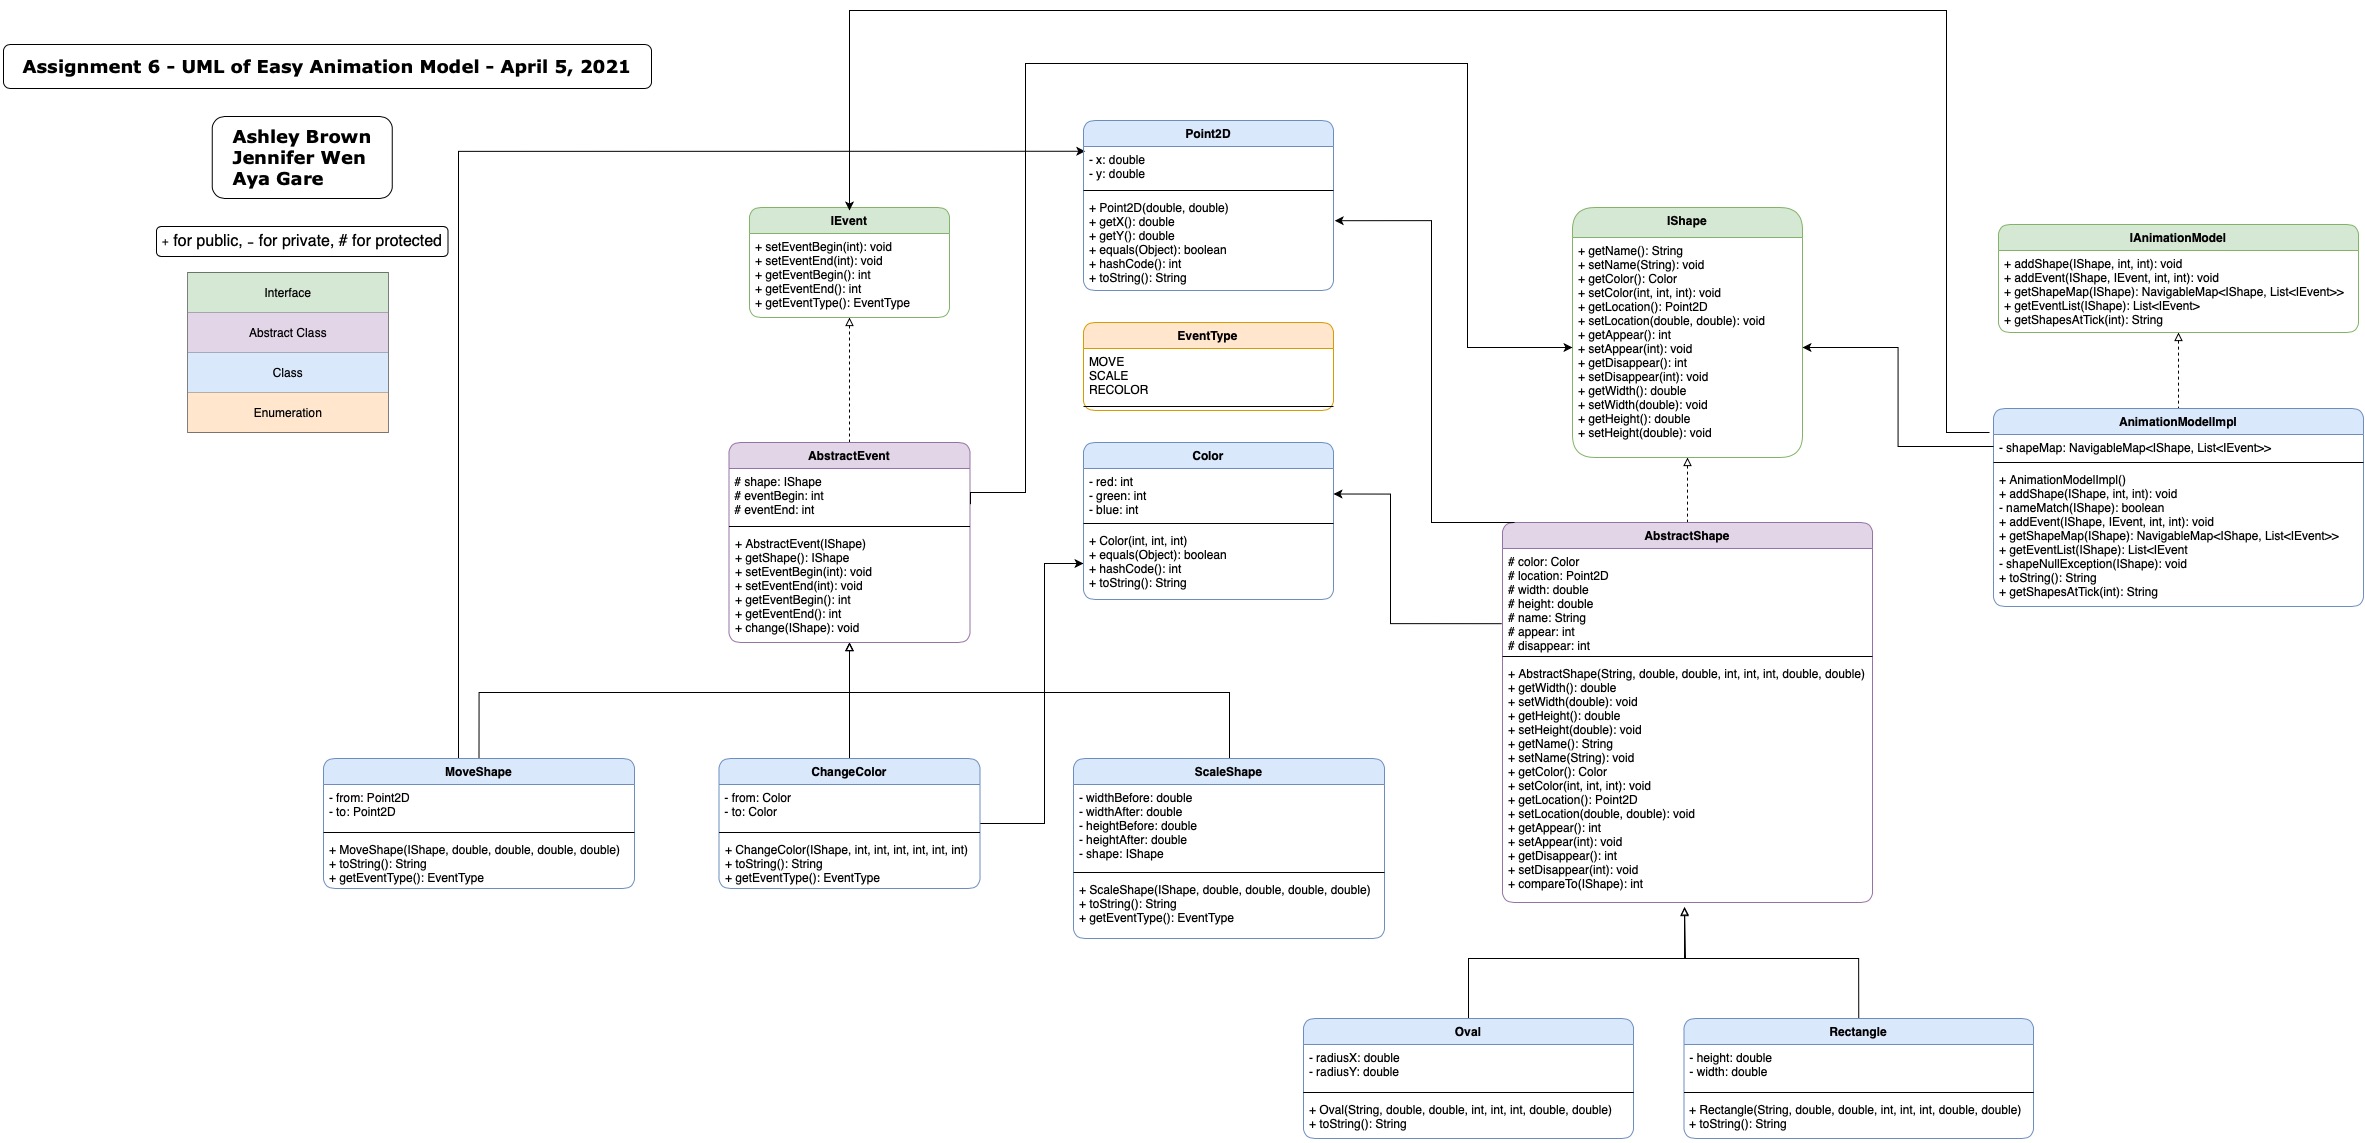 Assignment 6 - UML of Easy Animation Model - April 5, 2021
Ashley Brown
Jennifer Wen
Aya Gare
+ for public, - for private, # for protected
Interface
Abstract Class
Class
Enumeration
IEvent
+ setEventBegin(int): void
+ setEventEnd(int): void
+ getEventBegin(): int
+ getEventEnd(): int
+ getEventType(): EventType
Point2D
- x: double
- y: double
+ Point2D(double, double)
+ getX(): double
+ getY(): double
+ equals(Object): boolean
+ hashCode(): int
+ toString(): String
EventType
MOVE
SCALE
RECOLOR
IShape
+ getName(): String
+ setName(String): void
+ getColor(): Color
+ setColor(int, int, int): void
+ getLocation(): Point2D
+ setLocation(double, double): void
+ getAppear(): int
+ setAppear(int): void
+ getDisappear(): int
+ setDisappear(int): void
+ getWidth(): double
+ setWidth(double): void
+ getHeight(): double
+ setHeight(double): void
IAnimationModel
+ addShape(IShape, int, int): void
+ addEvent(IShape, IEvent, int, int): void
+ getShapeMap(IShape): NavigableMap<IShape, List<IEvent>>
+ getEventList(IShape): List<IEvent>
+ getShapesAtTick(int): String
AbstractEvent
# shape: IShape
# eventBegin: int
# eventEnd: int
+ AbstractEvent(IShape)
+ getShape(): IShape
+ setEventBegin(int): void
+ setEventEnd(int): void
+ getEventBegin(): int
+ getEventEnd(): int
+ change(IShape): void
Color
- red: int
- green: int
- blue: int
+ Color(int, int, int)
+ equals(Object): boolean
+ hashCode(): int
+ toString(): String
AnimationModelImpl
- shapeMap: NavigableMap<IShape, List<IEvent>>
+ AnimationModelImpl()
+ addShape(IShape, int, int): void
- nameMatch(IShape): boolean
+ addEvent(IShape, IEvent, int, int): void
+ getShapeMap(IShape): NavigableMap<IShape, List<IEvent>>
+ getEventList(IShape): List<IEvent
- shapeNullException(IShape): void
+ toString(): String
+ getShapesAtTick(int): String
AbstractShape
# color: Color
# location: Point2D
# width: double
# height: double
# name: String
# appear: int
# disappear: int
+ AbstractShape(String, double, double, int, int, int, double, double)
+ getWidth(): double
+ setWidth(double): void
+ getHeight(): double
+ setHeight(double): void
+ getName(): String
+ setName(String): void
+ getColor(): Color
+ setColor(int, int, int): void
+ getLocation(): Point2D
+ setLocation(double, double): void
+ getAppear(): int
+ setAppear(int): void
+ getDisappear(): int
+ setDisappear(int): void
+ compareTo(IShape): int
MoveShape
- from: Point2D
- to: Point2D
+ MoveShape(IShape, double, double, double, double)
+ toString(): String
+ getEventType(): EventType
ChangeColor
- from: Color
- to: Color
+ ChangeColor(IShape, int, int, int, int, int, int)
+ toString(): String
+ getEventType(): EventType
ScaleShape
- widthBefore: double
- widthAfter: double
- heightBefore: double
- heightAfter: double
- shape: IShape
+ ScaleShape(IShape, double, double, double, double)
+ toString(): String
+ getEventType(): EventType
Oval
- radiusX: double
- radiusY: double
+ Oval(String, double, double, int, int, int, double, double)
+ toString(): String
Rectangle
- height: double
- width: double
+ Rectangle(String, double, double, int, int, int, double, double)
+ toString(): String